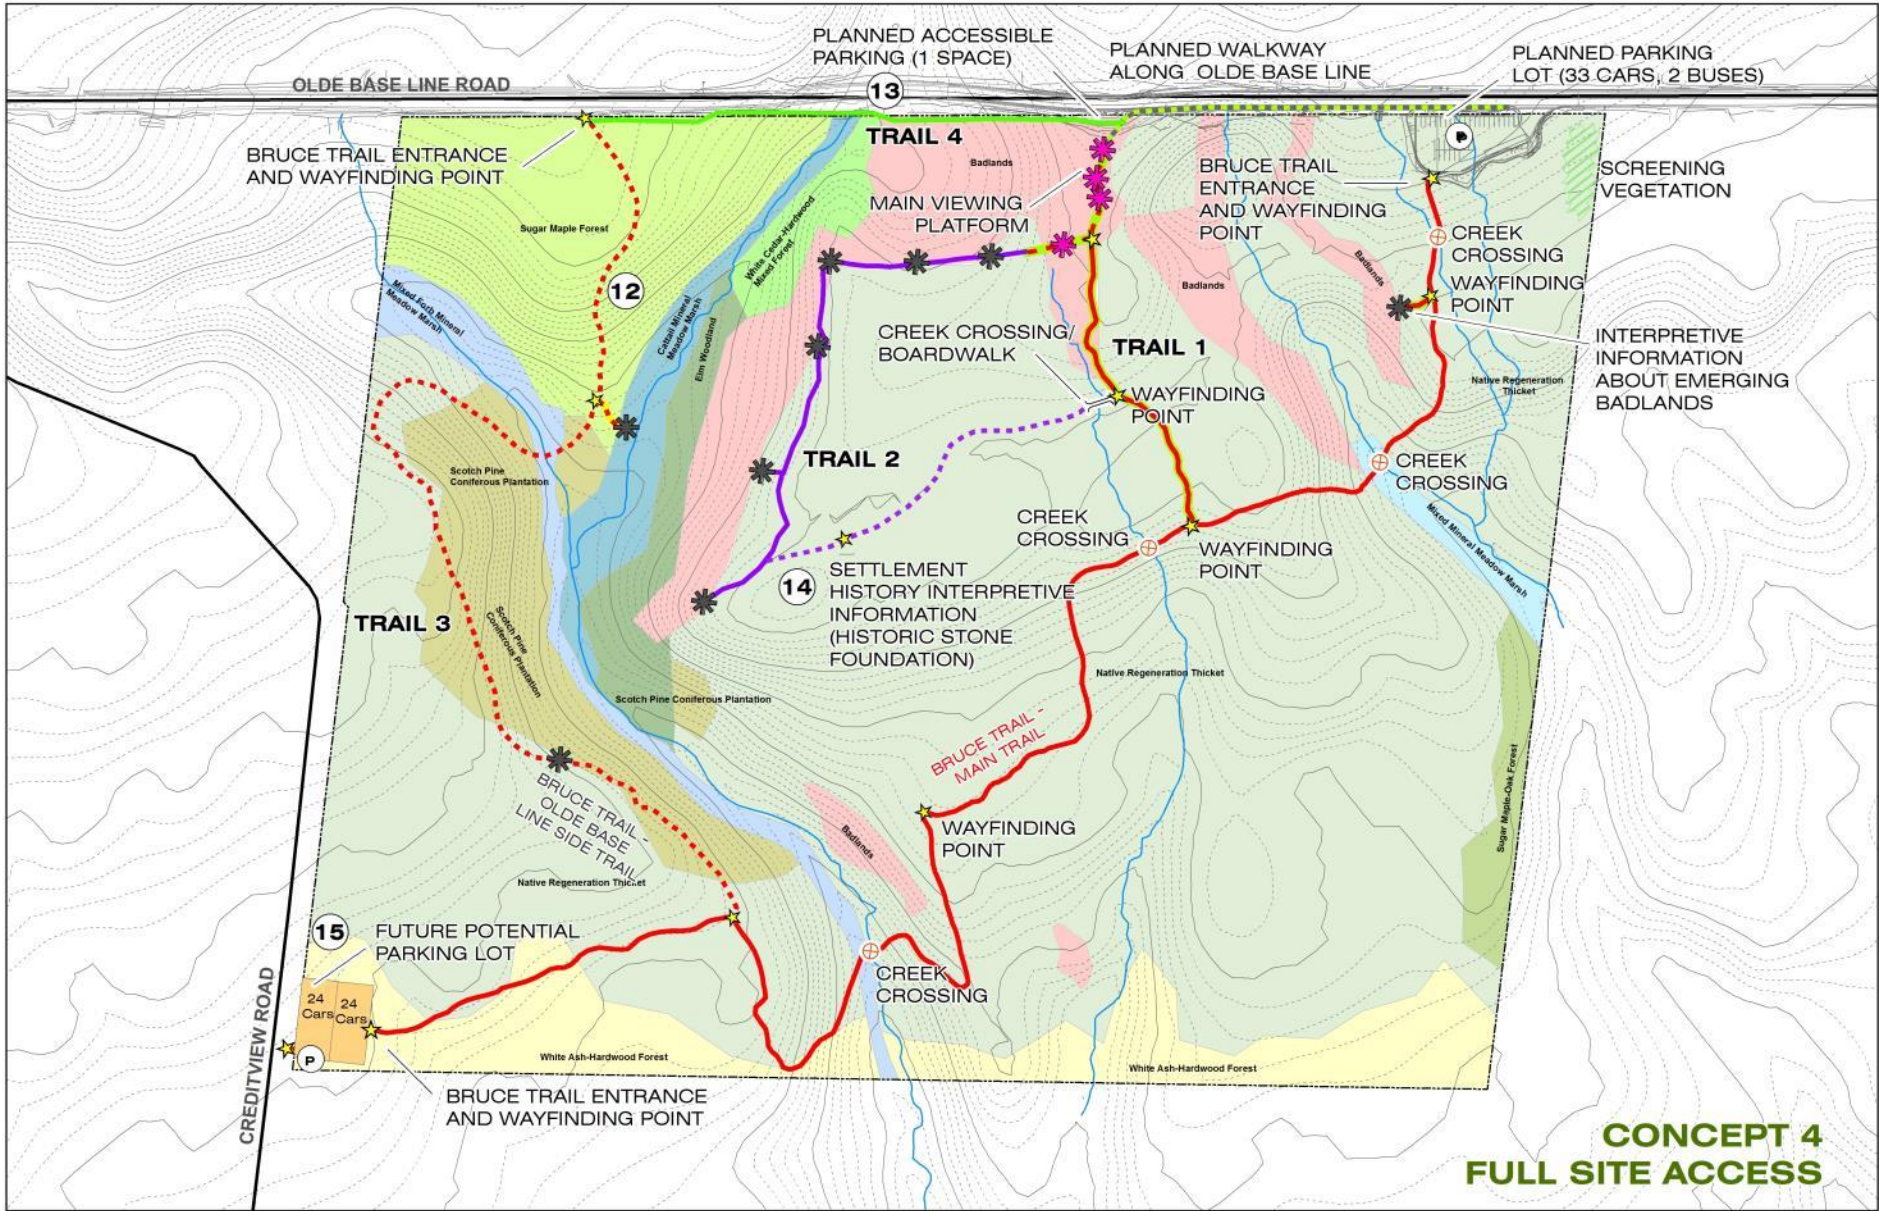 PLANNED ACCESSIBLE
PARKING (1 SPACE)
PLANNED WALKWAY
ALONG OLDE BASE LINE
PLANNED PARKING
LOT (33 CARS, 2 BUSES)
OLDE BASE LINE ROAD
13
TRAIL 4
BRUCE TRAIL ENTRANCE
AND WAYFINDING POINT
Badlands
P
BRUCE TRAIL
ENTRANCE
AND WAYFINDING
POINT
SCREENING
VEGETATION
MAIN VIEWING
PLATFORM
Sugar Maple Forest
White Cedar-Hardwood
Mixed Forest
CREEK
CROSSING
Badlands
Badlands
WAYFINDING
POINT
12
Mixed Forb Mineral
Meadow Marsh
Cattail Mineral
Meadow Marsh
Elm Woodland
CREEK CROSSING/
BOARDWALK
TRAIL 1
INTERPRETIVE
INFORMATION
ABOUT EMERGING
BADLANDS
Native Regeneration
Thicket
WAYFINDING
POINT
TRAIL 2
Scotch Pine
Coniferous Plantation
CREEK
CROSSING
CREEK
CROSSING
WAYFINDING
POINT
Mixed Mineral Meadow Marsh
14
SETTLEMENT
HISTORY INTERPRETIVE
INFORMATION
(HISTORIC STONE
FOUNDATION)
TRAIL 3
Scotch Pine
Coniferous Plantation
Native Regeneration Thicket
Scotch Pine Coniferous Plantation
BRUCE TRAIL -
MAIN TRAIL
Sugar Maple-Oak Forest
BRUCE TRAIL -
OLDE BASE
LINE SIDE TRAIL
Badlands
WAYFINDING
POINT
Native Regeneration Thicket
15
FUTURE POTENTIAL
PARKING LOT
CREEK
CROSSING
24
Cars
24
Cars
P
CREDITVIEW ROAD
White Ash-Hardwood Forest
White Ash-Hardwood Forest
BRUCE TRAIL ENTRANCE
AND WAYFINDING POINT
CONCEPT 4
FULL SITE ACCESS